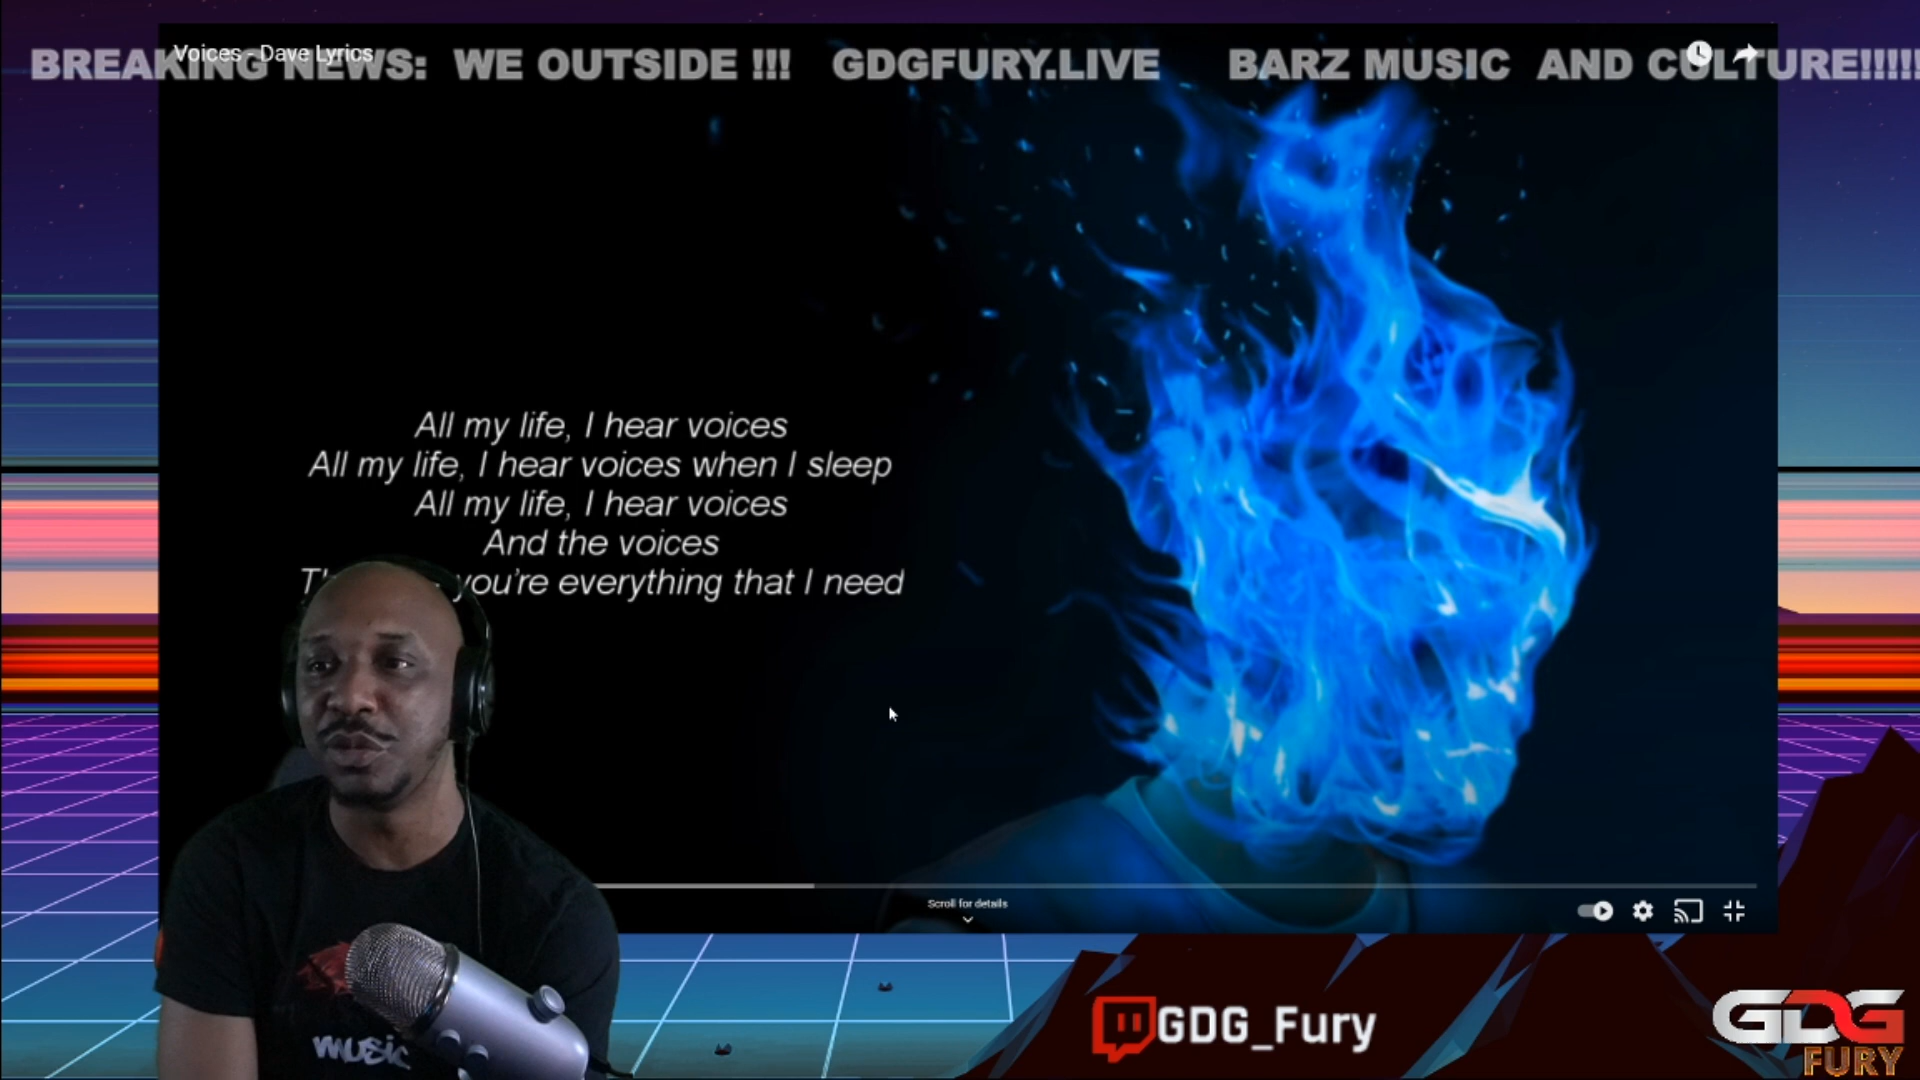 Voices - Dave Lyrics
BREAKING NEWS: WE OUTSIDE !!! GDGFURY.LIVE BARZ MUSIC AND CULTURE!!!!!
All my life, I hear voices
All my life, I hear voices when I sleep
All my life, I hear voices
And the voices
you're everything that I need
Scroll for details
music
GDG_Fury
GDG
FURY